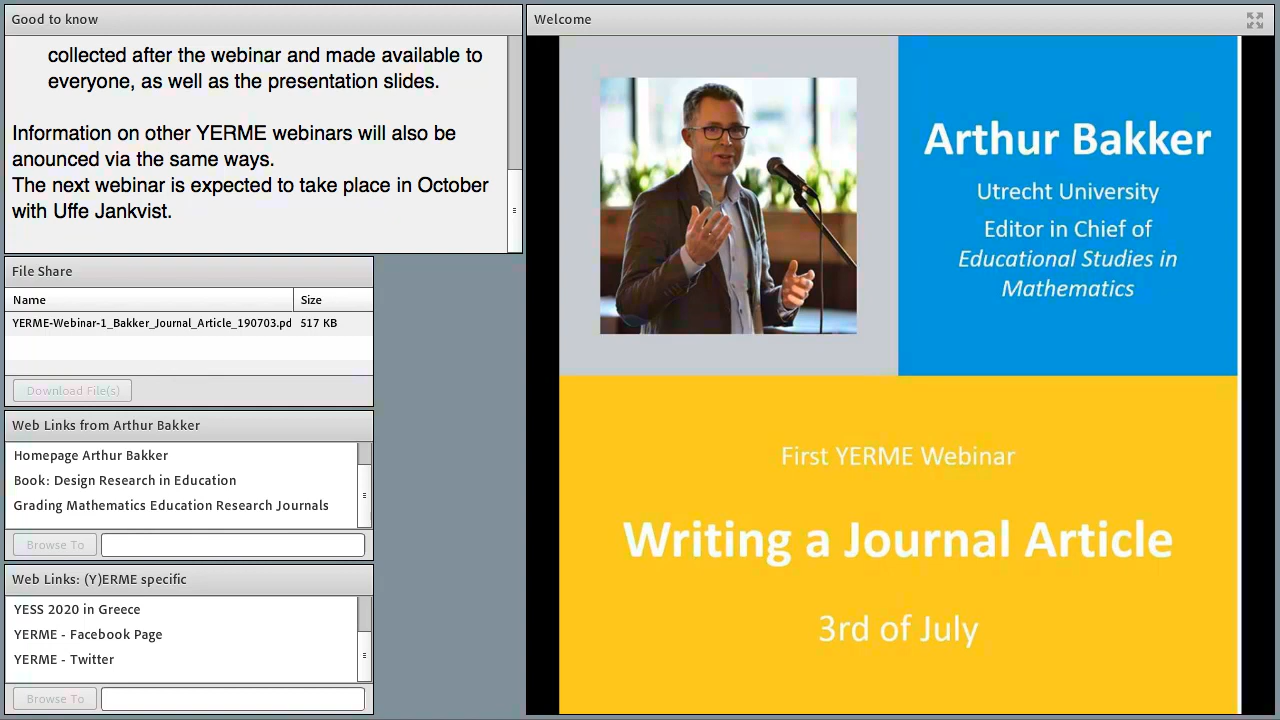 Good to know
collected after the webinar and made available to
everyone, as well as the presentation slides.
Information on other YERME webinars will also be
anounced via the same ways.
The next webinar is expected to take place in October
with Uffe Jankvist.
File Share
Name Size
YERME-Webinar-1_Bakker_Journal_Article_190703.pd 517 KB
Download File(s)
Web Links from Arthur Bakker
Homepage Arthur Bakker
Book: Design Research in Education
Grading Mathematics Education Research Journals
Browse To
Web Links: (Y)ERME specific
YESS 2020 in Greece
YERME - Facebook Page
YERME - Twitter
Browse To
Welcome
Arthur Bakker
Utrecht University
Editor in Chief of
Educational Studies in
Mathematics
First YERME Webinar
Writing a Journal Article
3rd of July